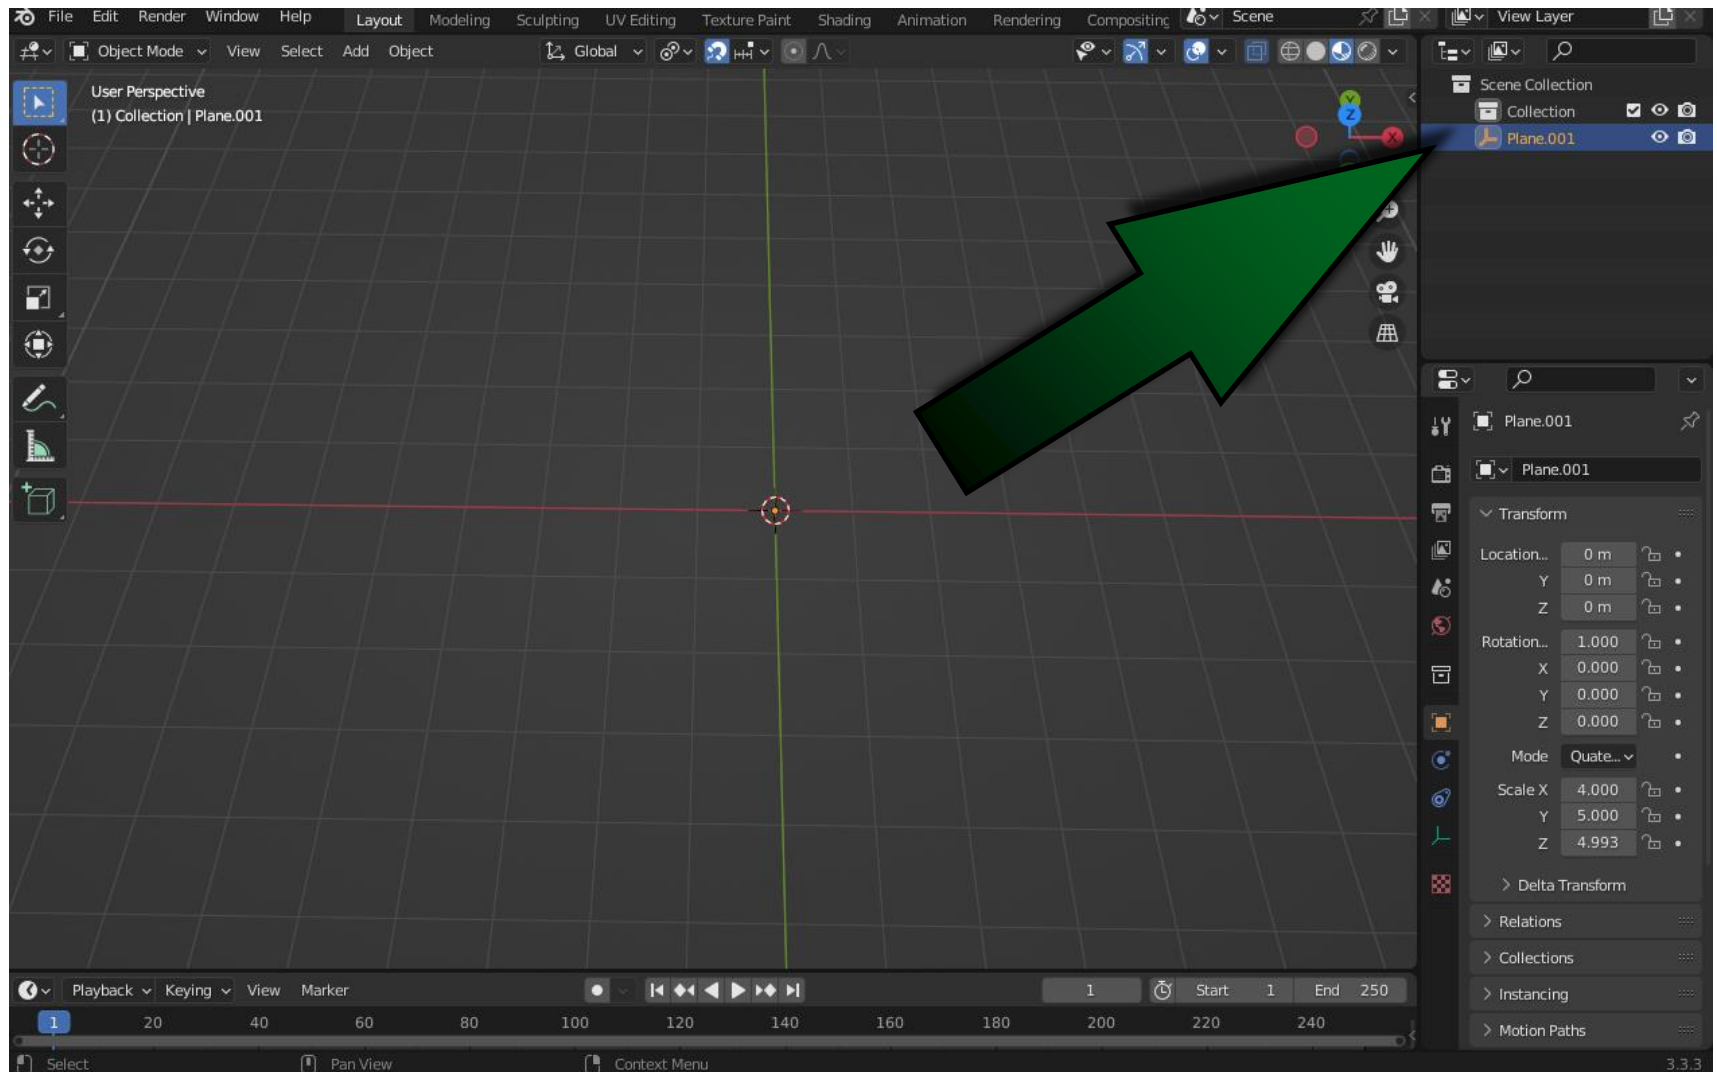 File Edit Render Window Help Layout Modeling Sculpting UV Editing Texture Paint Shading Animation Rendering Compositing Scene View Layer
Object Mode View Select Add Object Global
User Perspective
(1) Collection | Plane.001
Y
Z
X
Scene Collection
Collection
Plane.001
Plane.001
Plane.001
Transform
Location... 0 m
Y 0 m
Z 0 m
Rotation... 1.000
X 0.000
Y 0.000
Z 0.000
Mode Quate...
Scale X 4.000
Y 5.000
Z 4.993
Delta Transform
Relations
Collections
Instancing
Motion Paths
Playback Keying View Marker 1 Start 1 End 250
1 20 40 60 80 100 120 140 160 180 200 220 240
Select Pan View Context Menu 3.3.3